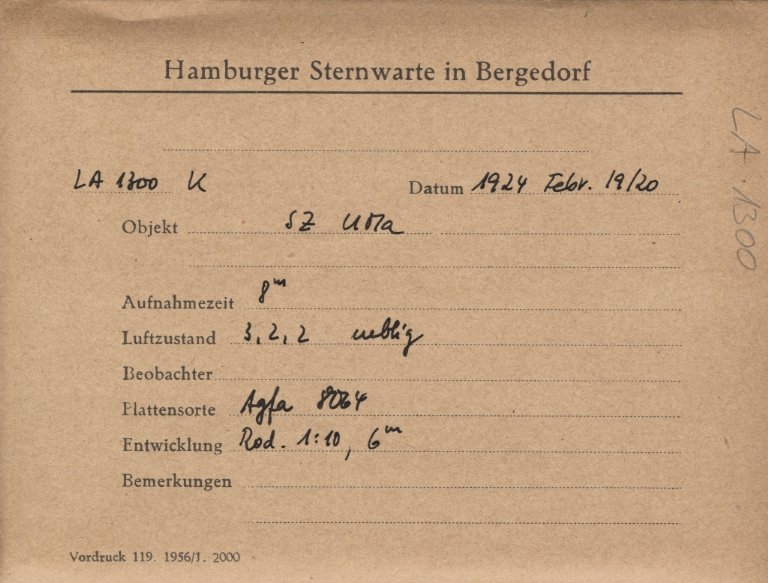 Hamburger Sternwarte in Bergedorf
LA 1300 K Datum 1924 Febr. 19/20
Objekt SZ UMa
Aufnahmezeit 8m
Luftzustand 3, 2, 2 neblig
Beobachter
Plattensorte Agfa 8064
Entwicklung Rod. 1:10, 6m
Bemerkungen
Vordruck 119. 1956/1. 2000
LA 1300